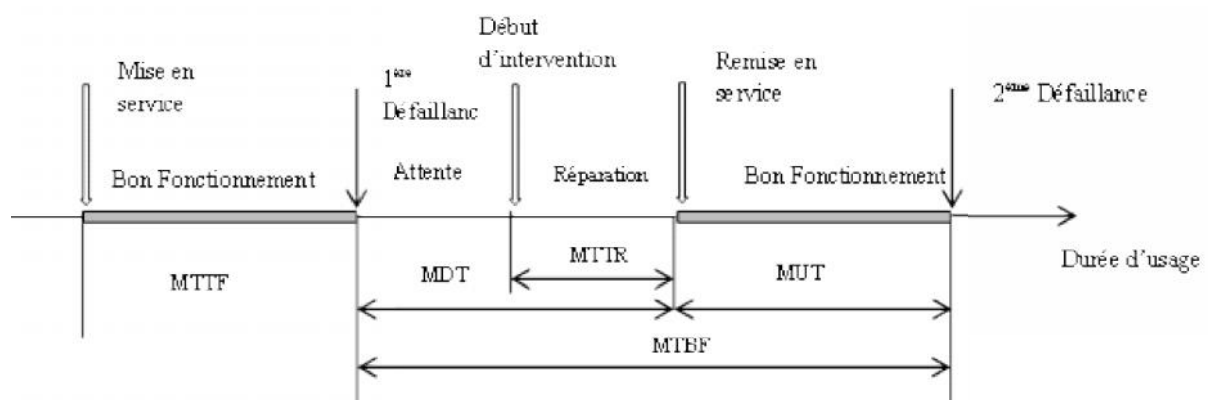 Début
d'intervention
Mise en
service
1ère
Défaillanc
Remise en
service
2ème Défaillance
Bon Fonctionnement
Attente
Réparation
Bon Fonctionnement
MTTF
MDT
MTTR
MUT
Durée d'usage
MTBF